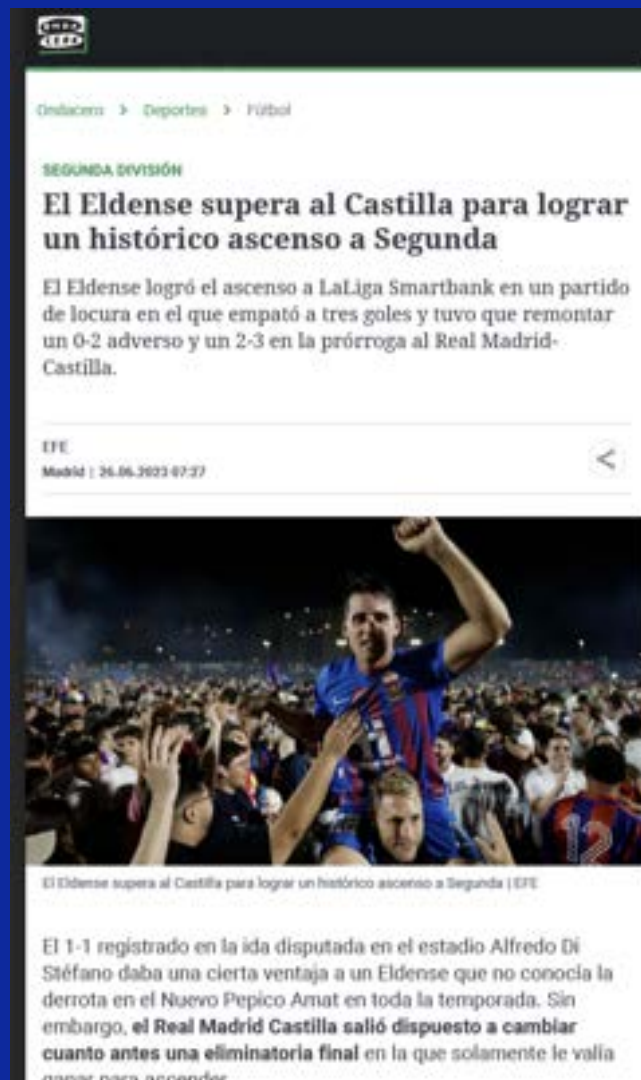 ONDA
CERO
Ondacero > Deportes > Fútbol
SEGUNDA DIVISIÓN
El Eldense supera al Castilla para lograr
un histórico ascenso a Segunda
El Eldense logró el ascenso a LaLiga Smartbank en un partido
de locura en el que empató a tres goles y tuvo que remontar
un 0-2 adverso y un 2-3 en la prórroga al Real Madrid-
Castilla.
EFE
Madrid | 26.06.2023 07:27
12
El Eldense supera al Castilla para lograr un histórico ascenso a Segunda | EFE
El 1-1 registrado en la ida disputada en el estadio Alfredo Di
Stéfano daba una cierta ventaja a un Eldense que no conocía la
derrota en el Nuevo Pepico Amat en toda la temporada. Sin
embargo, el Real Madrid Castilla salió dispuesto a cambiar
cuanto antes una eliminatoria final en la que solamente le valía
ganar para ascender.